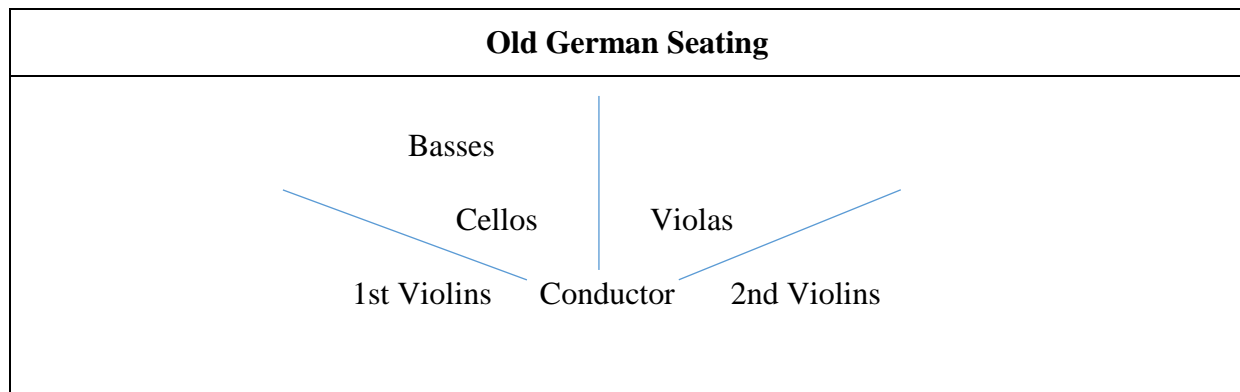 Old German Seating
Basses
Cellos Violas
1st Violins Conductor 2nd Violins